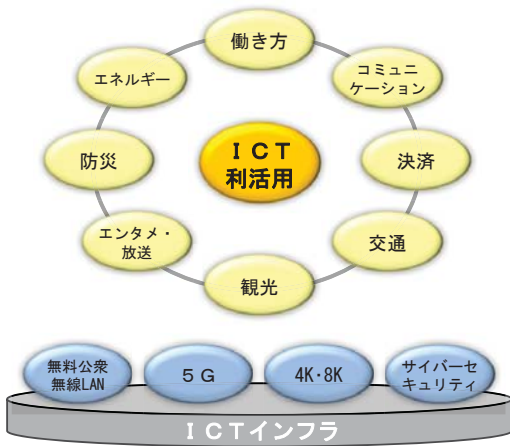 働き方
コミュニ
ケーション
決済
交通
観光
エンタメ・
放送
防災
エネルギー
ＩＣＴ
利活用
無料公衆
無線LAN
５Ｇ
4K・8K
サイバーセ
キュリティ
ＩＣＴインフラ